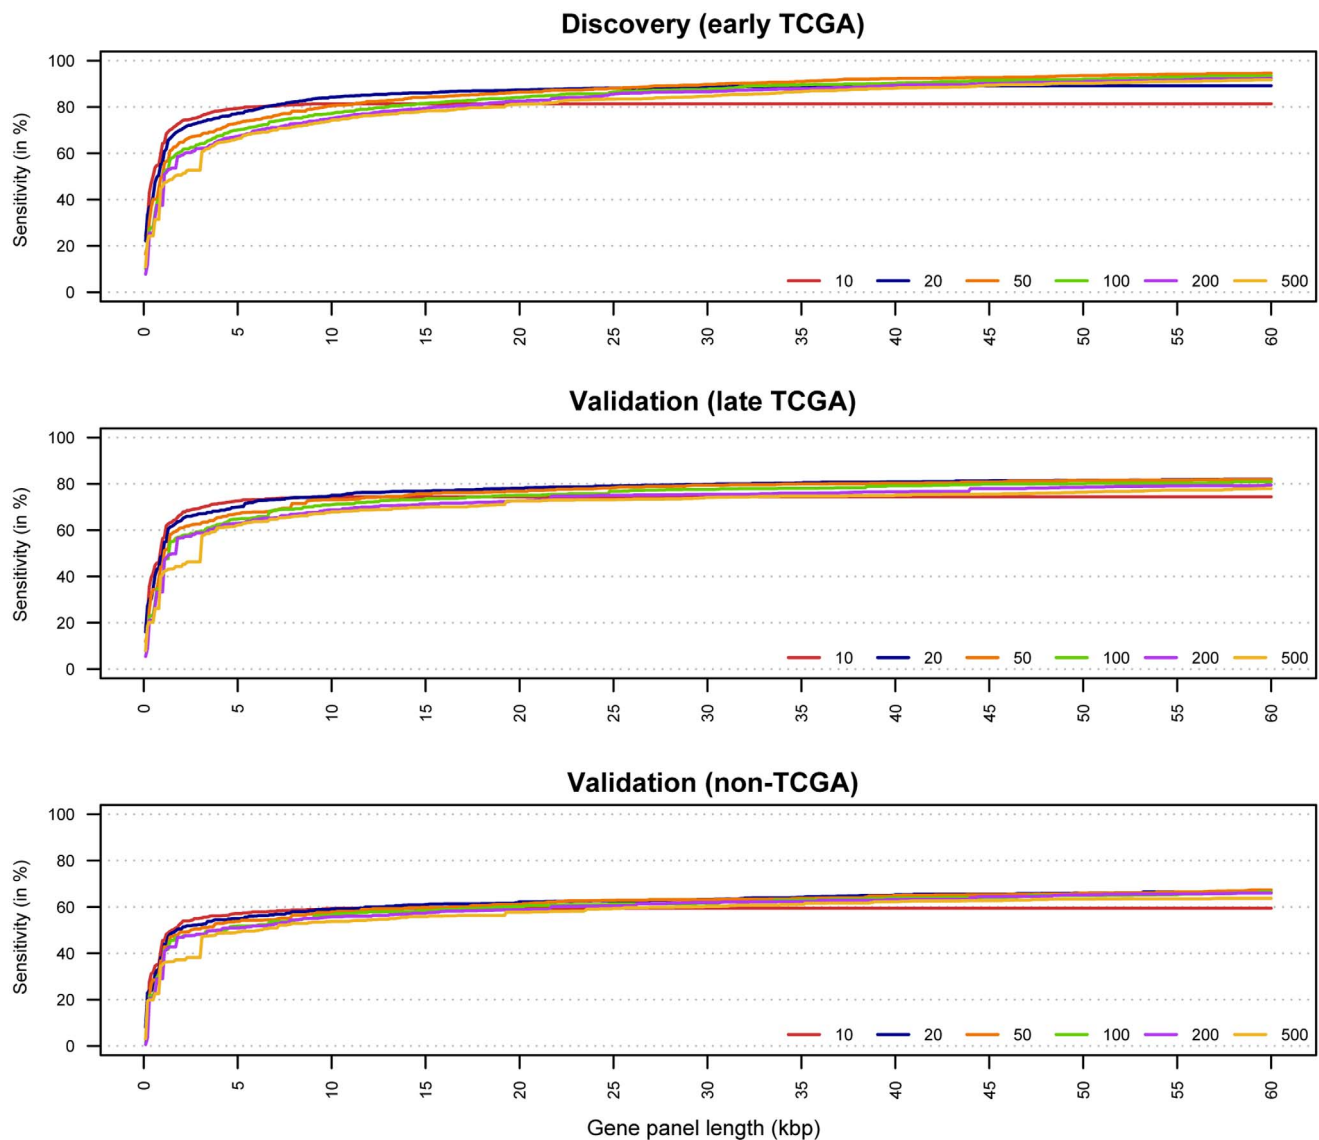 Discovery (early TCGA)
Sensitivity (in %)
100
80
60
40
20
0
10 20 50 100 200 500
0 5 10 15 20 25 30 35 40 45 50 55 60
Validation (late TCGA)
Sensitivity (in %)
100
80
60
40
20
0
10 20 50 100 200 500
0 5 10 15 20 25 30 35 40 45 50 55 60
Validation (non-TCGA)
Sensitivity (in %)
100
80
60
40
20
0
10 20 50 100 200 500
0 5 10 15 20 25 30 35 40 45 50 55 60
Gene panel length (kbp)